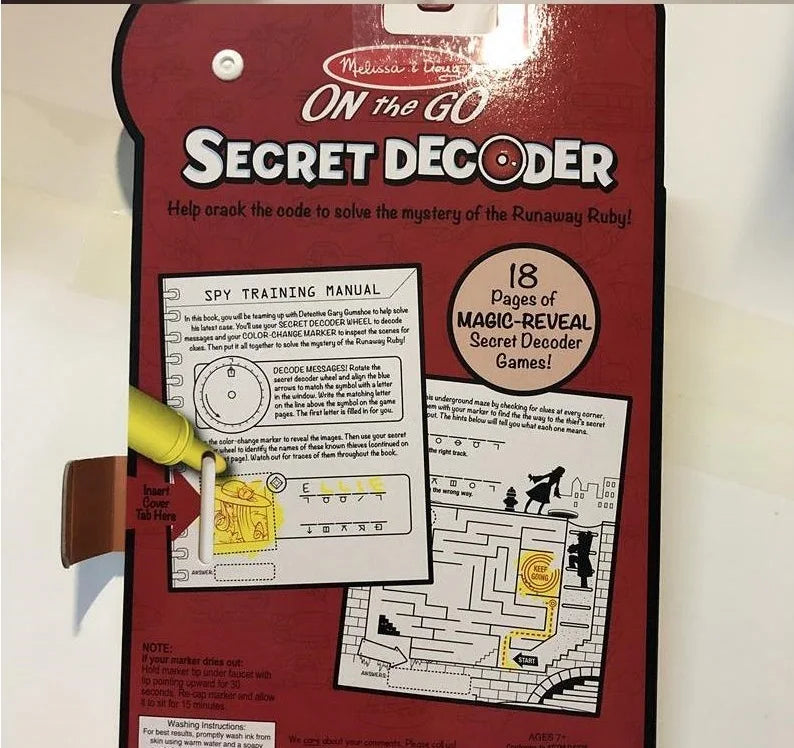 Melissa & Doug
ON the GO
SECRET DECODER
Help crack the code to solve the mystery of the Runaway Ruby!
18
Pages of
MAGIC-REVEAL
Secret Decoder
Games!
SPY TRAINING MANUAL
In this book, you'll be teaming up with Detective Gary Gumshoe to help solve
his latest case. You'll use your SECRET DECODER WHEEL to decode
messages and your COLOR-CHANGE MARKER to inspect the scenes for
clues. Then put it all together to solve the mystery of the Runaway Ruby!
DECODE MESSAGES! Rotate the
secret decoder wheel and align the blue
arrows to match the symbol with a letter
in the window. Write the matching letter
on the line above the symbol on the game
pages. The first letter is filled in for you.
the color-change marker to reveal the images. Then use your secret
wheel to identify the names of these known thieves (continued on
page). Watch out for traces of them throughout the book.
Insert
Cover
Tab Here
E L L I E
ANSWER:
is underground maze by checking for clues at every corner.
em with your marker to find the way to the thief's secret
out. The hints below will tell you what each one means.
the right track.
the wrong way.
KEEP
GOING
START
ANSWERS:
NOTE:
If your marker dries out:
Hold marker tip under faucet with
tip pointing upward for 30
seconds. Re-cap marker and allow
it to sit for 15 minutes.
Washing Instructions:
For best results, promptly wash ink from
skin using warm water and a soapy
We care about your comments. Please call us!
AGES 7+